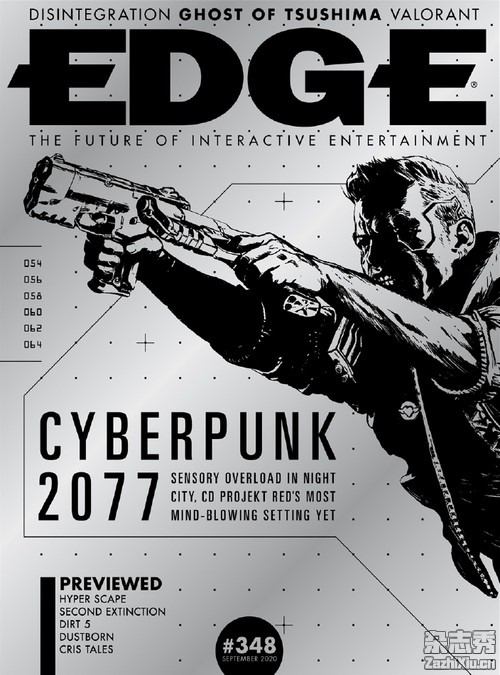 DISINTEGRATION GHOST OF TSUSHIMA VALORANT
EDGE®
THE FUTURE OF INTERACTIVE ENTERTAINMENT
054
056
058
060
062
064
CYBERPUNK
2077
SENSORY OVERLOAD IN NIGHT
CITY, CD PROJEKT RED'S MOST
MIND-BLOWING SETTING YET
PREVIEWED
HYPER SCAPE
SECOND EXTINCTION
DIRT 5
DUSTBORN
CRIS TALES
#348
SEPTEMBER 2020
杂志秀
ZaZhiXiu.cn